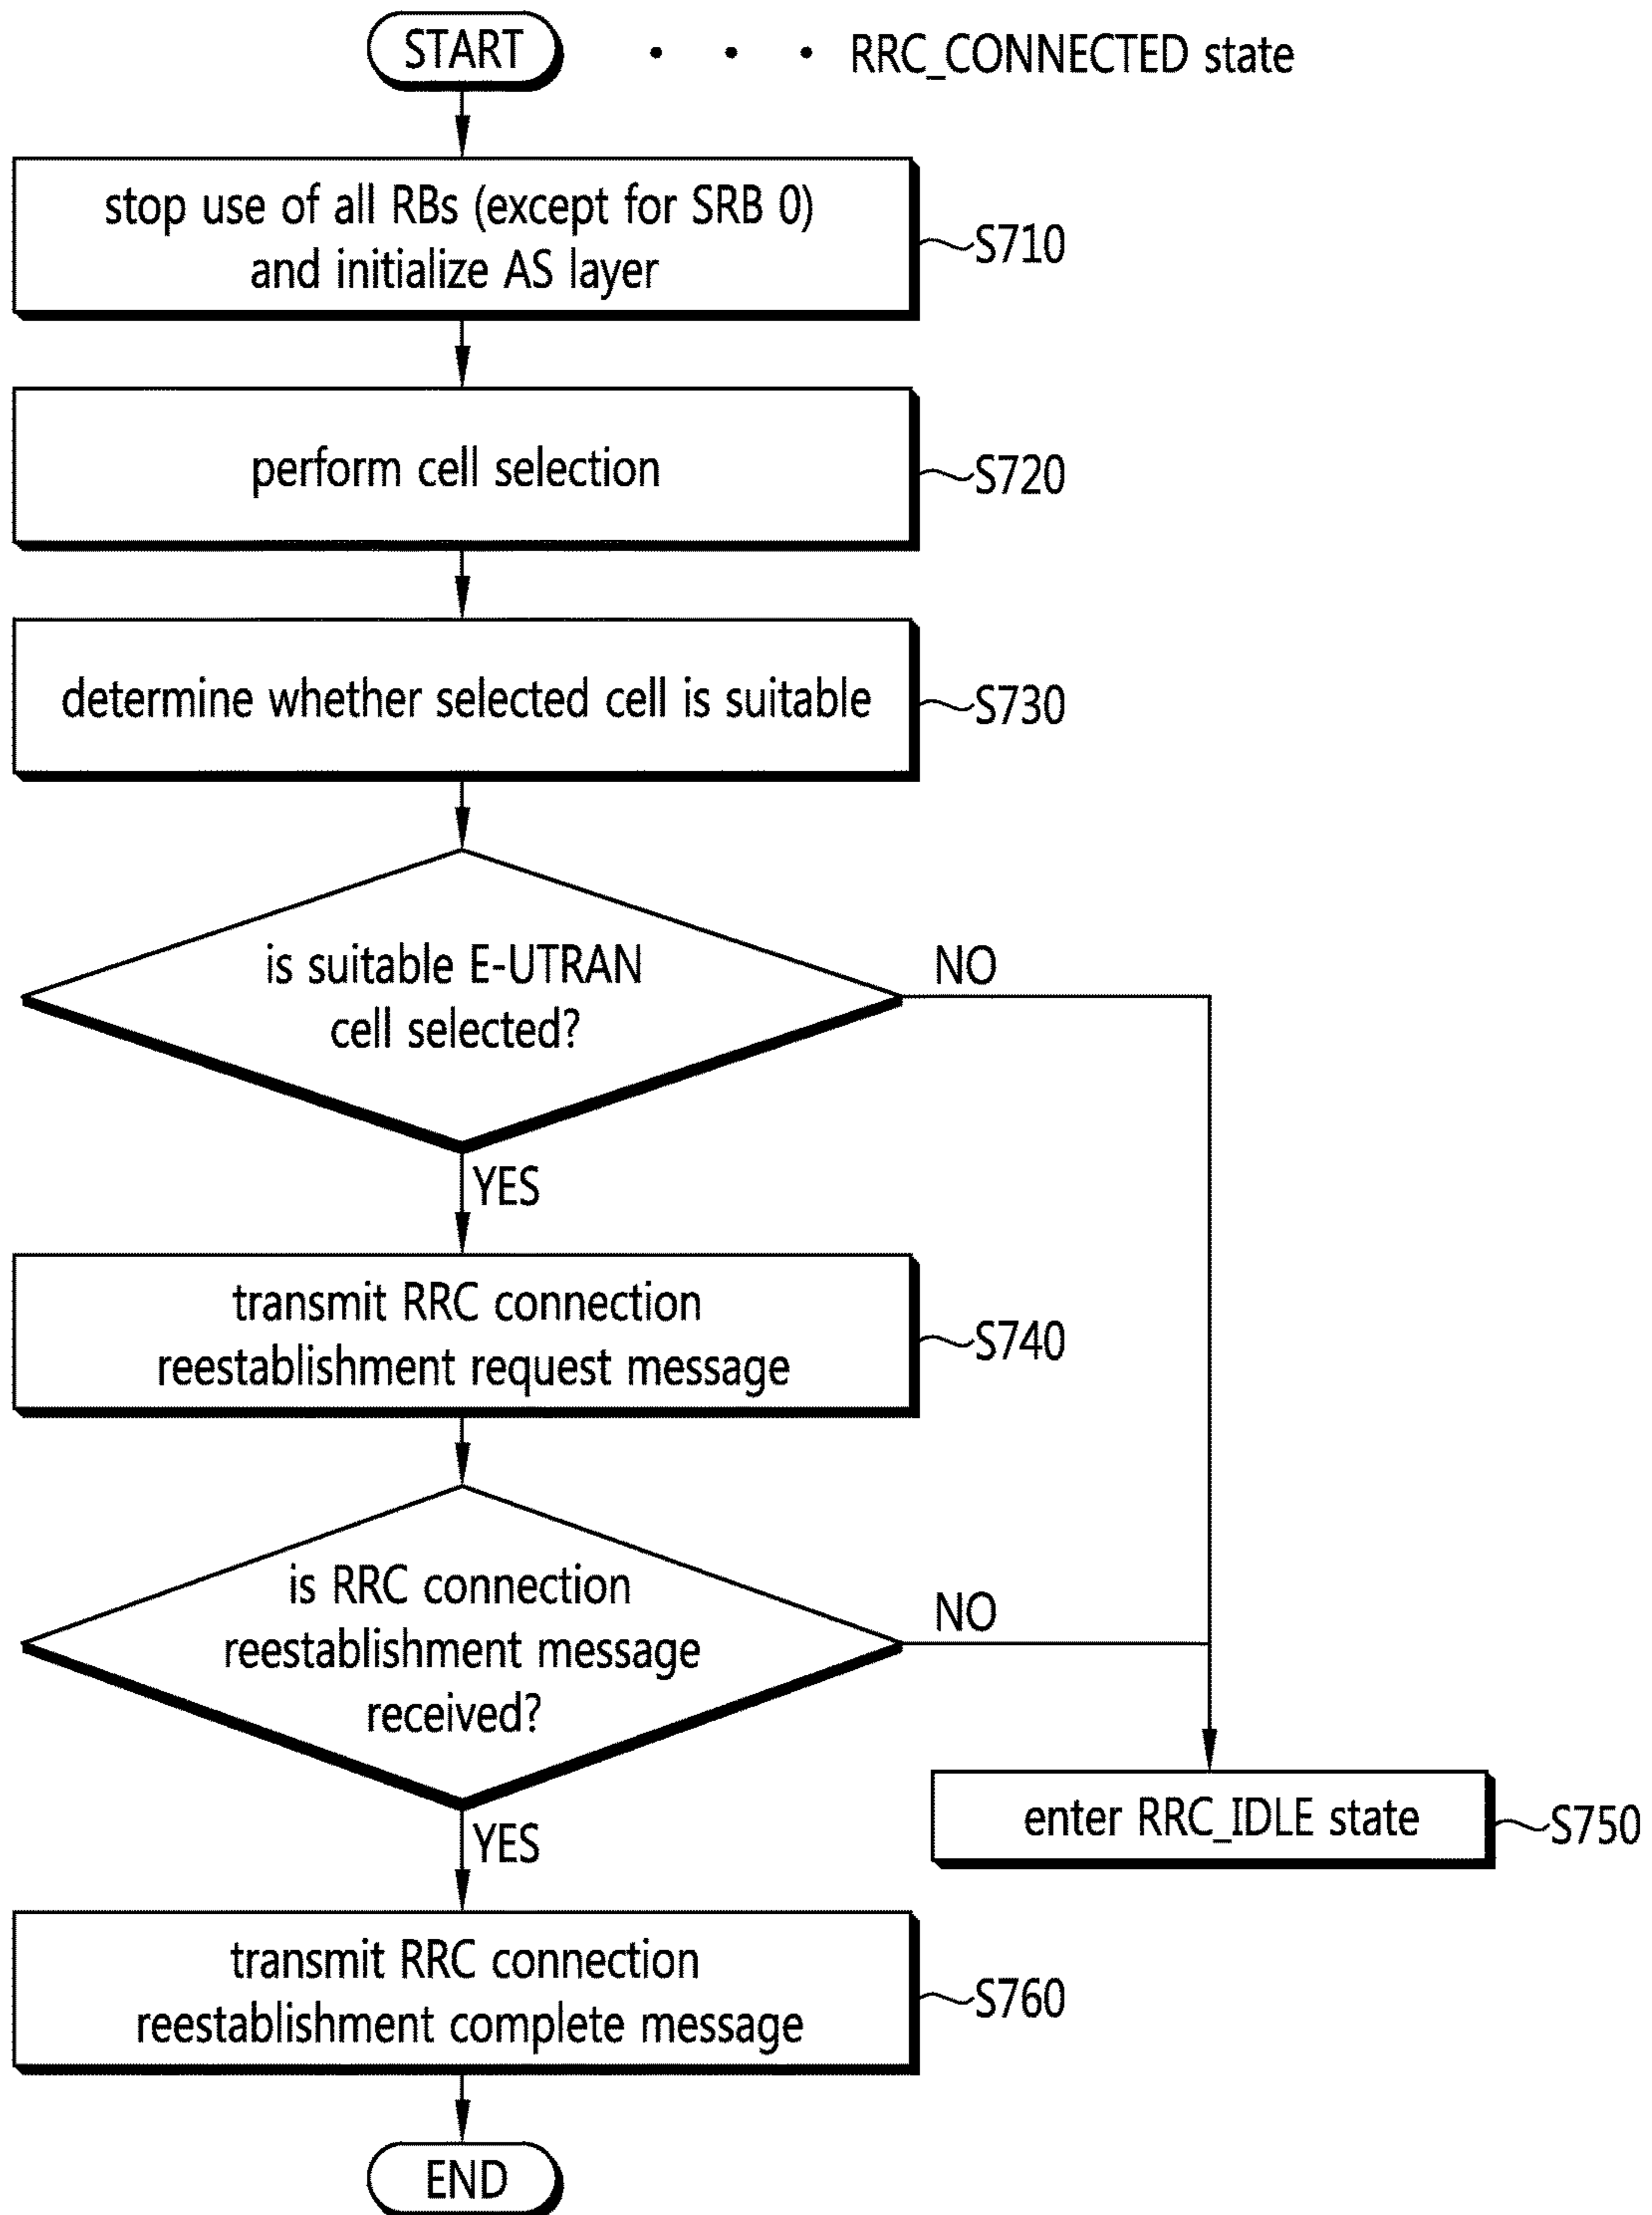 START
· · · RRC_CONNECTED state
stop use of all RBs (except for SRB 0)
and initialize AS layer
S710
perform cell selection
S720
determine whether selected cell is suitable
S730
is suitable E-UTRAN
cell selected?
NO
YES
transmit RRC connection
reestablishment request message
S740
is RRC connection
reestablishment message
received?
NO
YES
enter RRC_IDLE state
S750
transmit RRC connection
reestablishment complete message
S760
END